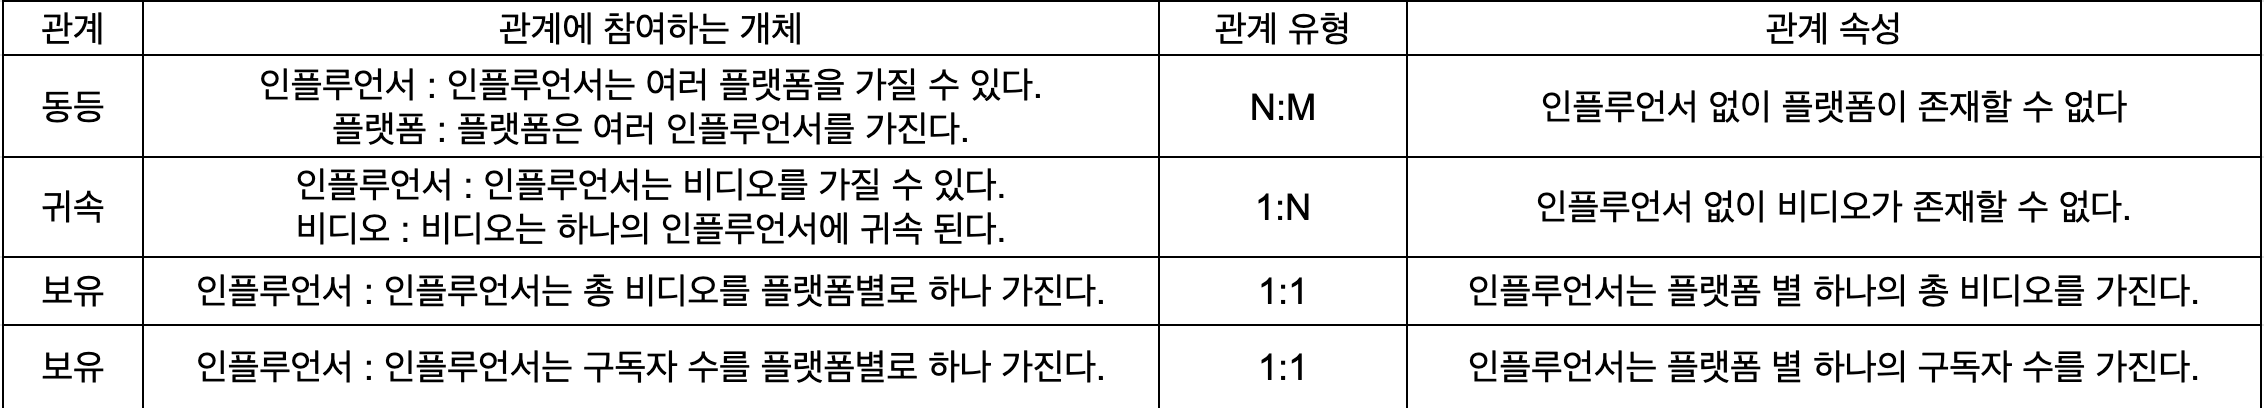 관계 관계에 참여하는 개체 관계 유형 관계 속성
동등 인플루언서 : 인플루언서는 여러 플랫폼을 가질 수 있다.
플랫폼 : 플랫폼은 여러 인플루언서를 가진다. N:M 인플루언서 없이 플랫폼이 존재할 수 없다
귀속 인플루언서 : 인플루언서는 비디오를 가질 수 있다.
비디오 : 비디오는 하나의 인플루언서에 귀속 된다. 1:N 인플루언서 없이 비디오가 존재할 수 없다.
보유 인플루언서 : 인플루언서는 총 비디오를 플랫폼별로 하나 가진다. 1:1 인플루언서는 플랫폼 별 하나의 총 비디오를 가진다.
보유 인플루언서 : 인플루언서는 구독자 수를 플랫폼별로 하나 가진다. 1:1 인플루언서는 플랫폼 별 하나의 구독자 수를 가진다.